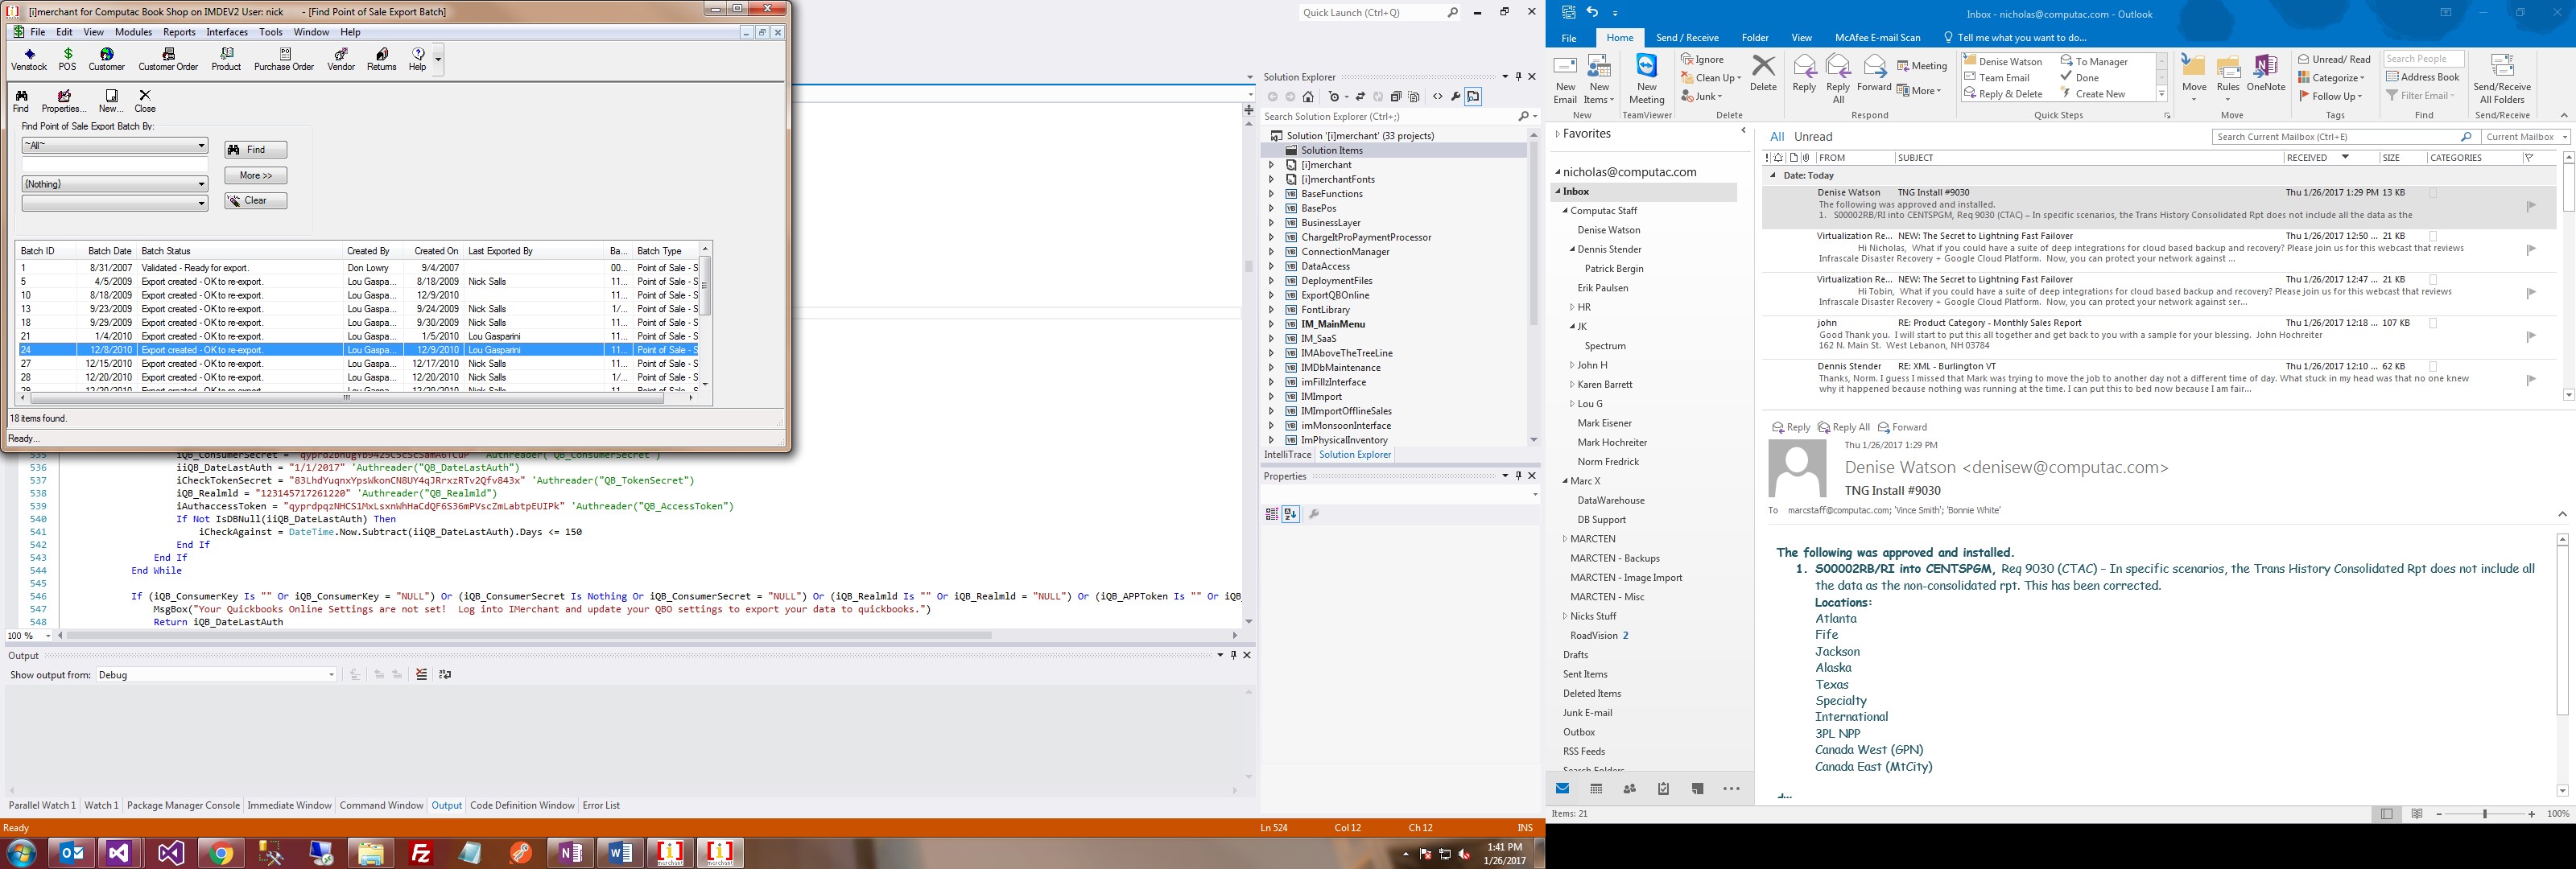 [i]merchant for Computac Book Shop on IMDEV2 User: nick - [Find Point of Sale Export Batch]
File Edit View Modules Reports Interfaces Tools Window Help
Venstock POS Customer Customer Order Product Purchase Order Vendor Returns Help
Find Properties... New... Close
Find Point of Sale Export Batch By:
~All~
Find
More >>
{Nothing}
Clear
Batch ID Batch Date Batch Status Created By Created On Last Exported By Ba... Batch Type
1 8/31/2007 Validated - Ready for export. Don Lowry 9/4/2007 00... Point of Sale - S
5 4/5/2009 Export created - OK to re-export. Lou Gaspa... 8/18/2009 Nick Salls 11... Point of Sale - S
10 8/18/2009 Export created - OK to re-export. Lou Gaspa... 12/9/2010 11... Point of Sale - S
13 9/23/2009 Export created - OK to re-export. Lou Gaspa... 9/24/2009 Nick Salls 1/... Point of Sale - S
18 9/29/2009 Export created - OK to re-export. Lou Gaspa... 9/30/2009 Nick Salls 11... Point of Sale - S
21 1/4/2010 Export created - OK to re-export. Lou Gaspa... 1/5/2010 Lou Gasparini 11... Point of Sale - S
24 12/8/2010 Export created - OK to re-export. Lou Gaspa... 12/9/2010 Lou Gasparini 11... Point of Sale - S
27 12/15/2010 Export created - OK to re-export. Lou Gaspa... 12/17/2010 Nick Salls 11... Point of Sale - S
28 12/20/2010 Export created - OK to re-export. Lou Gaspa... 12/20/2010 Nick Salls 1/... Point of Sale - S
18 items found.
Ready...
536 iiQB_DateLastAuth = "1/1/2017" 'Authreader("QB_DateLastAuth")
537 iCheckTokenSecret = "83LhdYuqnxYpsWkonCN8UY4qJRrxzRTv2Qfv843x" 'Authreader("QB_TokenSecret")
538 iQB_Realmld = "123145717261220" 'Authreader("QB_Realmld")
539 iAuthaccessToken = "qyprdpqzNHCS1MxLsxnWhHaCdQF6S36mPVscZmLabtpEUIPk" 'Authreader("QB_AccessToken")
540 If Not IsDBNull(iiQB_DateLastAuth) Then
541 iCheckAgainst = DateTime.Now.Subtract(iiQB_DateLastAuth).Days <= 150
542 End If
543 End If
544 End While
545
546 If (iQB_ConsumerKey Is "" Or iQB_ConsumerKey = "NULL") Or (iQB_ConsumerSecret Is Nothing Or iQB_ConsumerSecret = "NULL") Or (iQB_Realmld Is "" Or iQB_Realmld = "NULL") Or (iQB_APPToken Is "" Or iQB_
547 MsgBox("Your Quickbooks Online Settings are not set! Log into IMerchant and update your QBO settings to export your data to quickbooks.")
548 Return iQB_DateLastAuth
100 %
Output
Show output from: Debug
Parallel Watch 1 Watch 1 Package Manager Console Immediate Window Command Window Output Code Definition Window Error List
Ready Ln 524 Col 12 Ch 12 INS
1:41 PM
1/26/2017
Quick Launch (Ctrl+Q)
Solution Explorer
Search Solution Explorer (Ctrl+;)
Solution '[i]merchant' (33 projects)
Solution Items
[i]merchant
[i]merchantFonts
BaseFunctions
BasePos
BusinessLayer
ChargeItProPaymentProcessor
ConnectionManager
DataAccess
DeploymentFiles
ExportQBOnline
FontLibrary
IM_MainMenu
IM_SaaS
IMAboveTheTreeLine
IMDbMaintenance
imFillzInterface
IMImport
IMImportOfflineSales
imMonsoonInterface
ImPhysicalInventory
IntelliTrace Solution Explorer
Properties
Inbox - nicholas@computac.com - Outlook
File Home Send / Receive Folder View McAfee E-mail Scan Tell me what you want to do...
New Email New Items New Meeting Ignore Clean Up Junk Delete Reply Reply All Forward Meeting More
Denise Watson To Manager
Team Email Done
Reply & Delete Create New
Move Rules OneNote Unread/ Read Categorize Follow Up Search People Address Book Filter Email Send/Receive All Folders
New TeamViewer Delete Respond Quick Steps Move Tags Find Send/Receive
Favorites
nicholas@computac.com
Inbox
Computac Staff
Denise Watson
Dennis Stender
Patrick Bergin
Erik Paulsen
HR
JK
Spectrum
John H
Karen Barrett
Lou G
Mark Eisener
Mark Hochreiter
Norm Fredrick
Marc X
DataWarehouse
DB Support
MARCTEN
MARCTEN - Backups
MARCTEN - Image Import
MARCTEN - Misc
Nicks Stuff
RoadVision 2
Drafts
Sent Items
Deleted Items
Junk E-mail
Outbox
RSS Feeds
Search Folders
Items: 21
All Unread
Search Current Mailbox (Ctrl+E) Current Mailbox
FROM SUBJECT RECEIVED SIZE CATEGORIES
Date: Today
Denise Watson TNG Install #9030 Thu 1/26/2017 1:29 PM 13 KB
The following was approved and installed.
1. S00002RB/RI into CENTSPGM, Req 9030 (CTAC) – In specific scenarios, the Trans History Consolidated Rpt does not include all the data as the
Virtualization Re... NEW: The Secret to Lightning Fast Failover Thu 1/26/2017 12:50 ... 21 KB
Hi Nicholas, What if you could have a suite of deep integrations for cloud based backup and recovery? Please join us for this webcast that reviews
Infrascale Disaster Recovery + Google Cloud Platform. Now, you can protect your network against ...
Virtualization Re... NEW: The Secret to Lightning Fast Failover Thu 1/26/2017 12:47 ... 21 KB
Hi Tobin, What if you could have a suite of deep integrations for cloud based backup and recovery? Please join us for this webcast that reviews
Infrascale Disaster Recovery + Google Cloud Platform. Now, you can protect your network against ser...
john RE: Product Category - Monthly Sales Report Thu 1/26/2017 12:18 ... 107 KB
Good Thank you. I will start to put this all together and get back to you with a sample for your blessing. John Hochreiter
162 N. Main St. West Lebanon, NH 03784
Dennis Stender RE: XML - Burlington VT Thu 1/26/2017 12:10 ... 62 KB
Thanks, Norm. I guess I missed that Mark was trying to move the job to another day not a different time of day. What stuck in my head was that no one knew
why it happened because nothing was running at the time. I can put this to bed now because I am fair...
Reply Reply All Forward
Thu 1/26/2017 1:29 PM
Denise Watson <denisew@computac.com>
TNG Install #9030
To marcstaff@computac.com; 'Vince Smith'; 'Bonnie White'
The following was approved and installed.
1. S00002RB/RI into CENTSPGM, Req 9030 (CTAC) – In specific scenarios, the Trans History Consolidated Rpt does not include all
the data as the non-consolidated rpt. This has been corrected.
Locations:
Atlanta
Fife
Jackson
Alaska
Texas
Specialty
International
3PL NPP
Canada West (GPN)
Canada East (MtCity)
100%